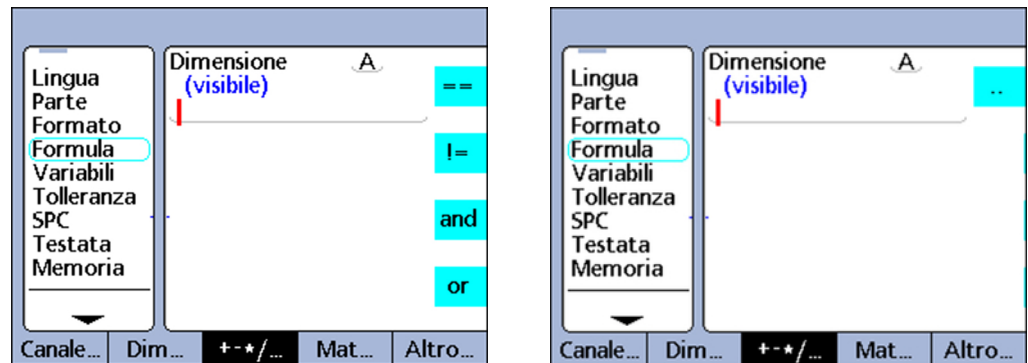 Lingua
Parte
Formato
Formula
Variabili
Tolleranza
SPC
Testata
Memoria
Dimensione A
(visibile)
==
!=
and
or
Canale... Dim... +-*/... Mat... Altro...
Lingua
Parte
Formato
Formula
Variabili
Tolleranza
SPC
Testata
Memoria
Dimensione A
(visibile)
..
Canale... Dim... +-*/... Mat... Altro...